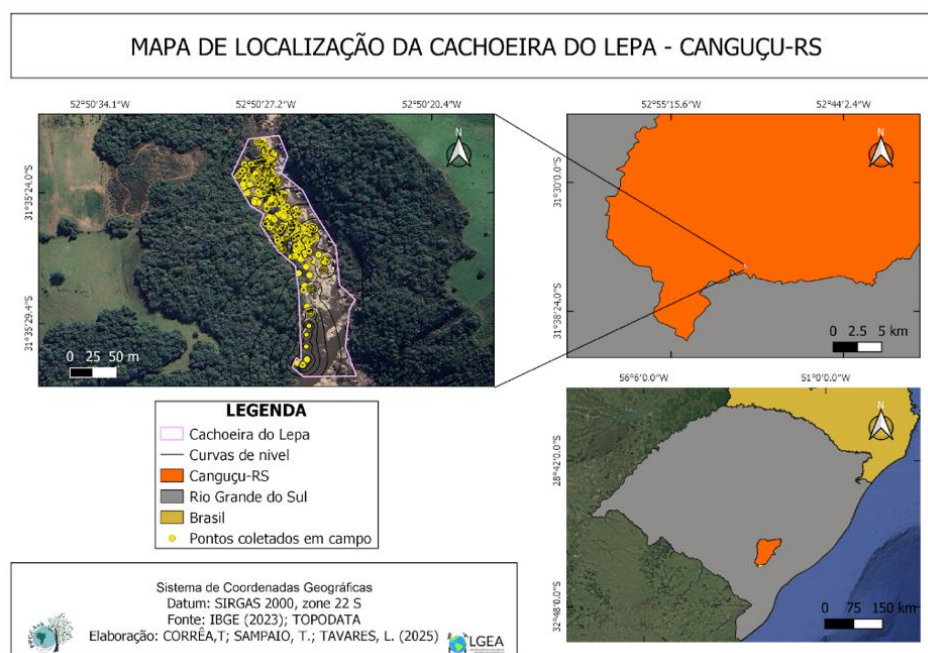 MAPA DE LOCALIZAÇÃO DA CACHOEIRA DO LEPA - CANGUÇU-RS
52°50'34.1"W 52°50'27.2"W 52°50'20.4"W
31°35'24.0"S
31°35'29.4"S
N
0 25 50 m
52°55'15.6"W 52°44'2.4"W
31°30'0.0"S
31°38'24.0"S
N
0 2.5 5 km
LEGENDA
Cachoeira do Lepa
Curvas de nivel
Canguçu-RS
Rio Grande do Sul
Brasil
Pontos coletados em campo
56°6'0.0"W 51°0'0.0"W
28°42'0.0"S
32°48'0.0"S
N
0 75 150 km
Sistema de Coordenadas Geográficas
Datum: SIRGAS 2000, zone 22 S
Fonte: IBGE (2023); TOPODATA
Elaboração: CORRÊA,T; SAMPAIO, T.; TAVARES, L. (2025)
LGEA